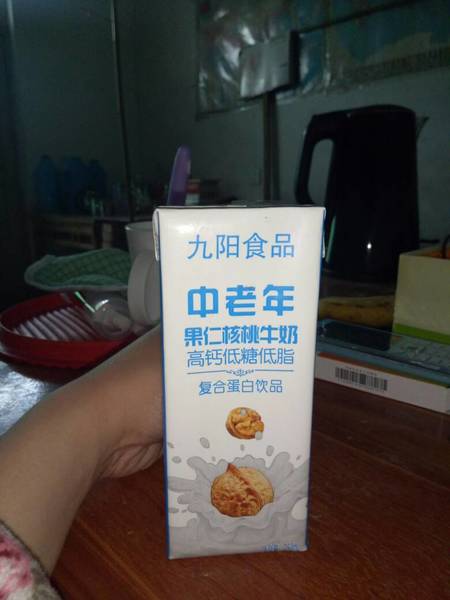 九阳食品
中老年
果仁核桃牛奶
高钙低糖低脂
复合蛋白饮品